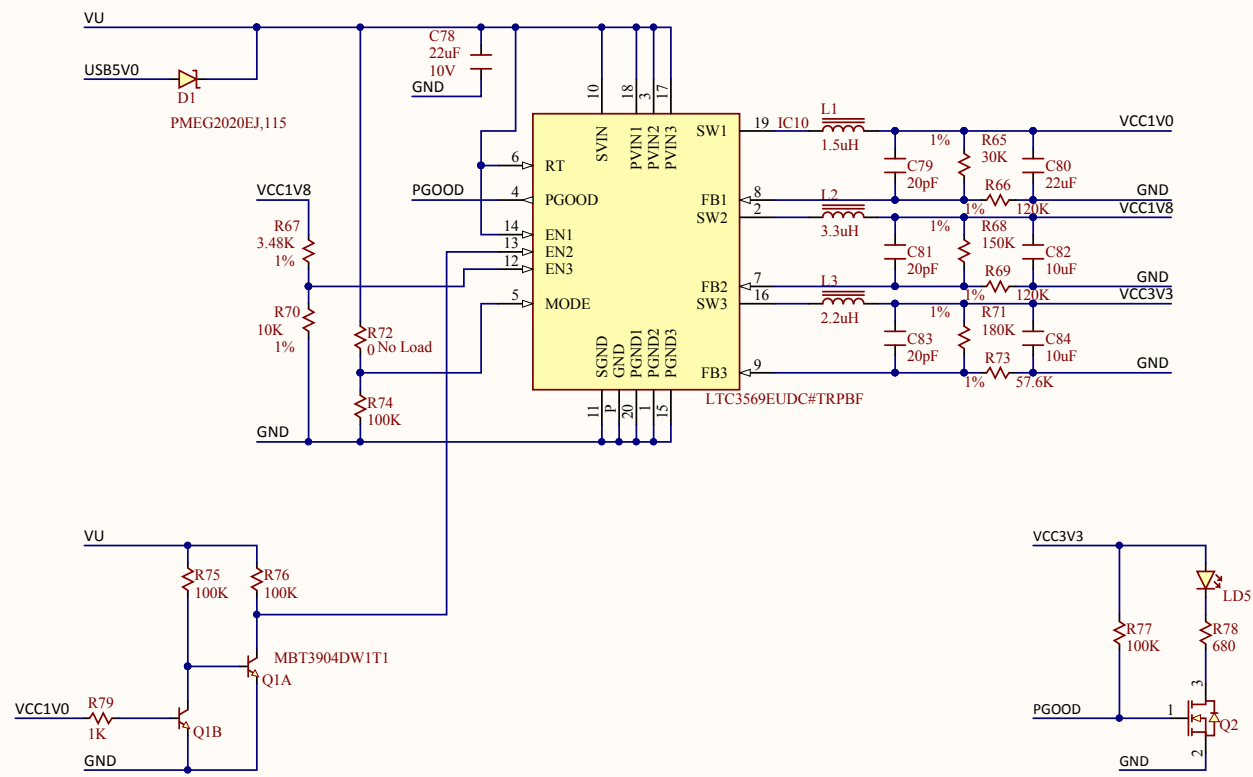 VU
C78
22uF
10V
USB5V0
GND
D1
PMEG2020EJ,115
10
18
3
17
SVIN
PVIN1
PVIN2
PVIN3
SW1
19
IC10
L1
1.5uH
VCC1V0
6
RT
1%
R65
30K
C79
20pF
C80
22uF
VCC1V8
PGOOD
4
PGOOD
FB1
8
R66
GND
L2
SW2
2
1%
120K
VCC1V8
R67
3.48K
1%
14
EN1
13
EN2
12
EN3
3.3uH
1%
R68
150K
C81
20pF
C82
10uF
FB2
7
L3
R69
GND
5
MODE
SW3
16
1%
120K
VCC3V3
R70
10K
1%
2.2uH
1%
R71
180K
R72
0 No Load
C83
20pF
C84
10uF
SGND
GND
PGND1
PGND2
PGND3
FB3
9
R73
GND
1%
57.6K
R74
100K
11
P
20
1
15
LTC3569EUDC#TRPBF
GND
VU
R75
100K
R76
100K
MBT3904DW1T1
Q1A
VCC1V0
R79
1K
Q1B
GND
VCC3V3
LD5
R77
100K
R78
680
3
PGOOD
1
Q2
2
GND